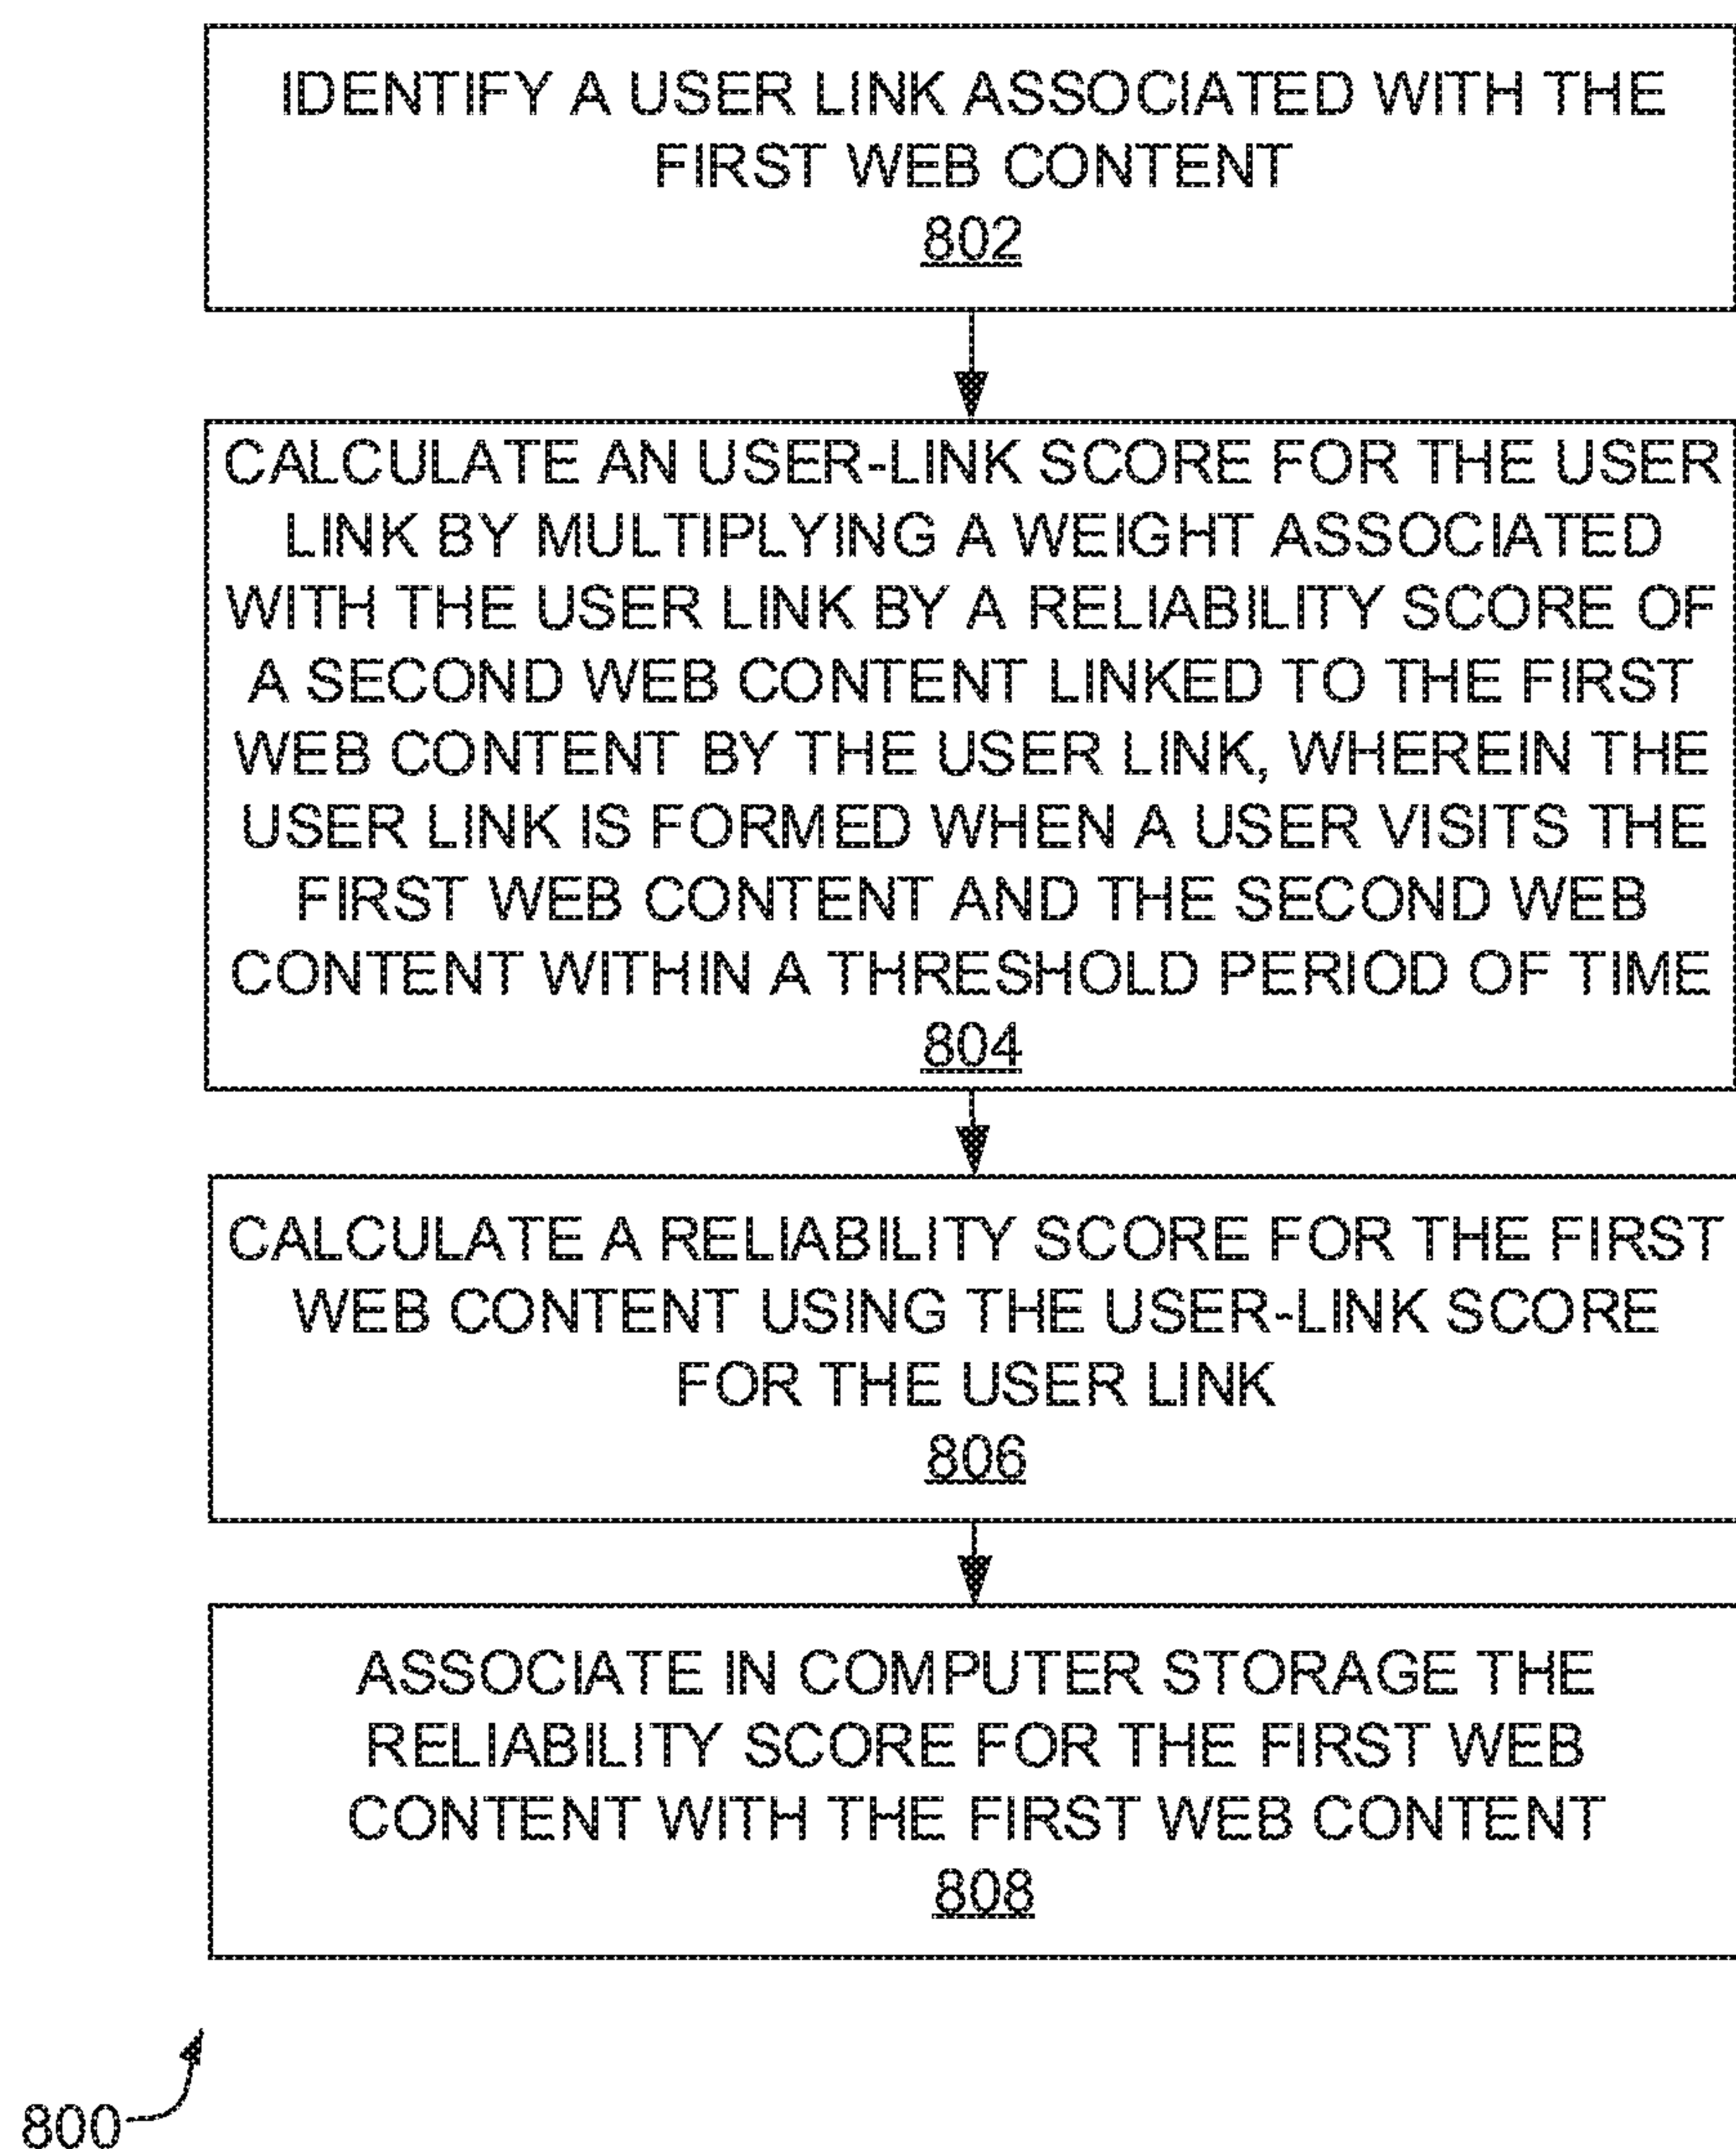 IDENTIFY A USER LINK ASSOCIATED WITH THE
FIRST WEB CONTENT
802
CALCULATE AN USER-LINK SCORE FOR THE USER
LINK BY MULTIPLYING A WEIGHT ASSOCIATED
WITH THE USER LINK BY A RELIABILITY SCORE OF
A SECOND WEB CONTENT LINKED TO THE FIRST
WEB CONTENT BY THE USER LINK, WHEREIN THE
USER LINK IS FORMED WHEN A USER VISITS THE
FIRST WEB CONTENT AND THE SECOND WEB
CONTENT WITHIN A THRESHOLD PERIOD OF TIME
804
CALCULATE A RELIABILITY SCORE FOR THE FIRST
WEB CONTENT USING THE USER-LINK SCORE
FOR THE USER LINK
806
ASSOCIATE IN COMPUTER STORAGE THE
RELIABILITY SCORE FOR THE FIRST WEB
CONTENT WITH THE FIRST WEB CONTENT
808
800